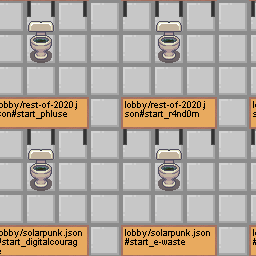 lobby/rest-of-2020.j
son#start_phluse
lobby/rest-of-2020.j
son#start_r4nd0m
lobby/solarpunk.json
#start_digitalcourag
e
lobby/solarpunk.json
#start_e-waste